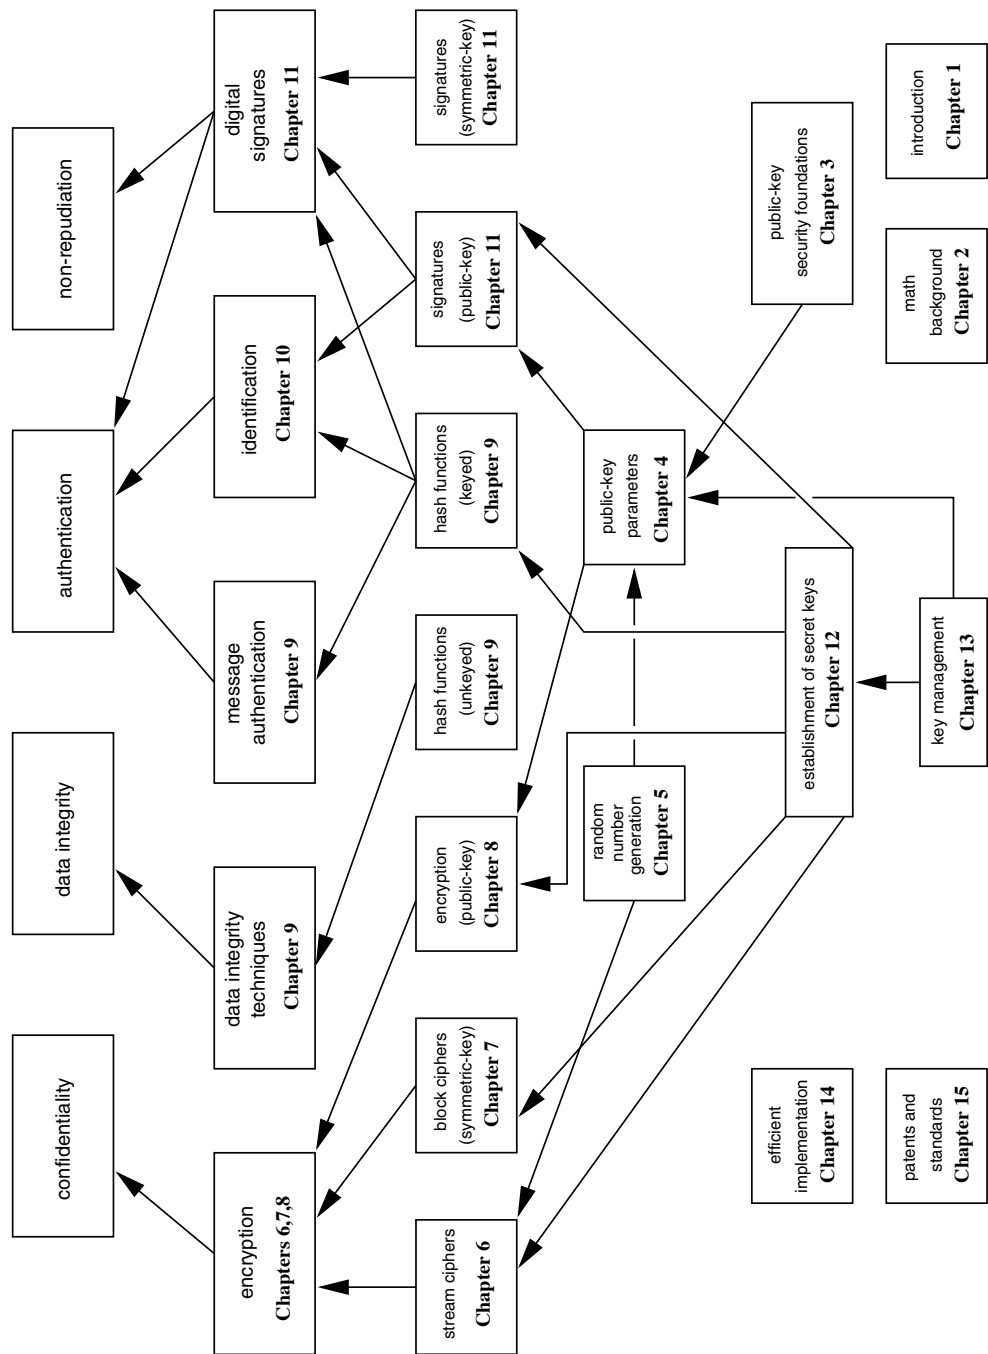 confidentiality
data integrity
authentication
non-repudiation
encryption
Chapters 6,7,8
data integrity
techniques
Chapter 9
message
authentication
Chapter 9
identification
Chapter 10
digital
signatures
Chapter 11
stream ciphers
Chapter 6
block ciphers
(symmetric-key)
Chapter 7
encryption
(public-key)
Chapter 8
hash functions
(unkeyed)
Chapter 9
hash functions
(keyed)
Chapter 9
signatures
(public-key)
Chapter 11
signatures
(symmetric-key)
Chapter 11
random
number
generation
Chapter 5
public-key
parameters
Chapter 4
efficient
implementation
Chapter 14
establishment of secret keys
Chapter 12
public-key
security foundations
Chapter 3
patents and
standards
Chapter 15
key management
Chapter 13
math
background
Chapter 2
introduction
Chapter 1